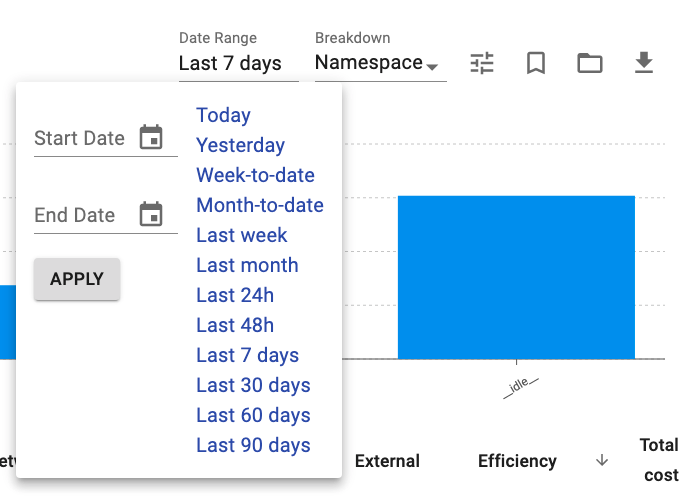 Date Range
Breakdown
Last 7 days
Namespace
Start Date
End Date
APPLY
Today
Yesterday
Week-to-date
Month-to-date
Last week
Last month
Last 24h
Last 48h
Last 7 days
Last 30 days
Last 60 days
Last 90 days
__idle__
External
Efficiency
Total
cost